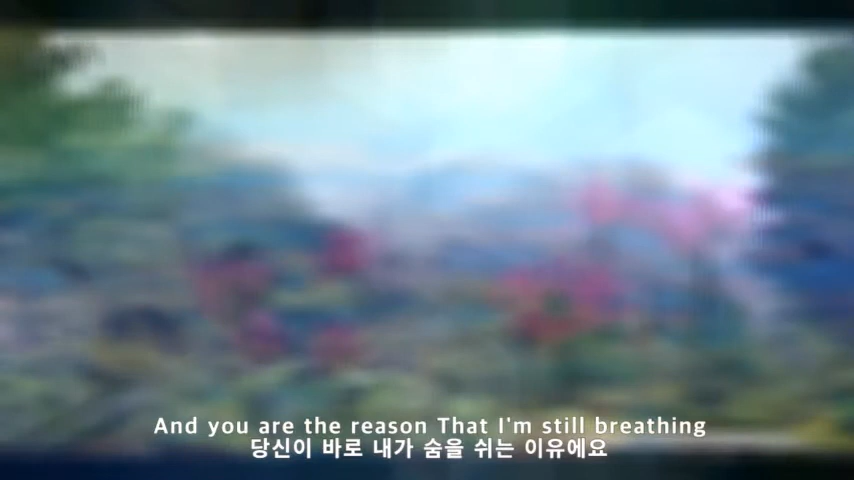 And you are the reason That I'm still breathing
당신이 바로 내가 숨을 쉬는 이유에요